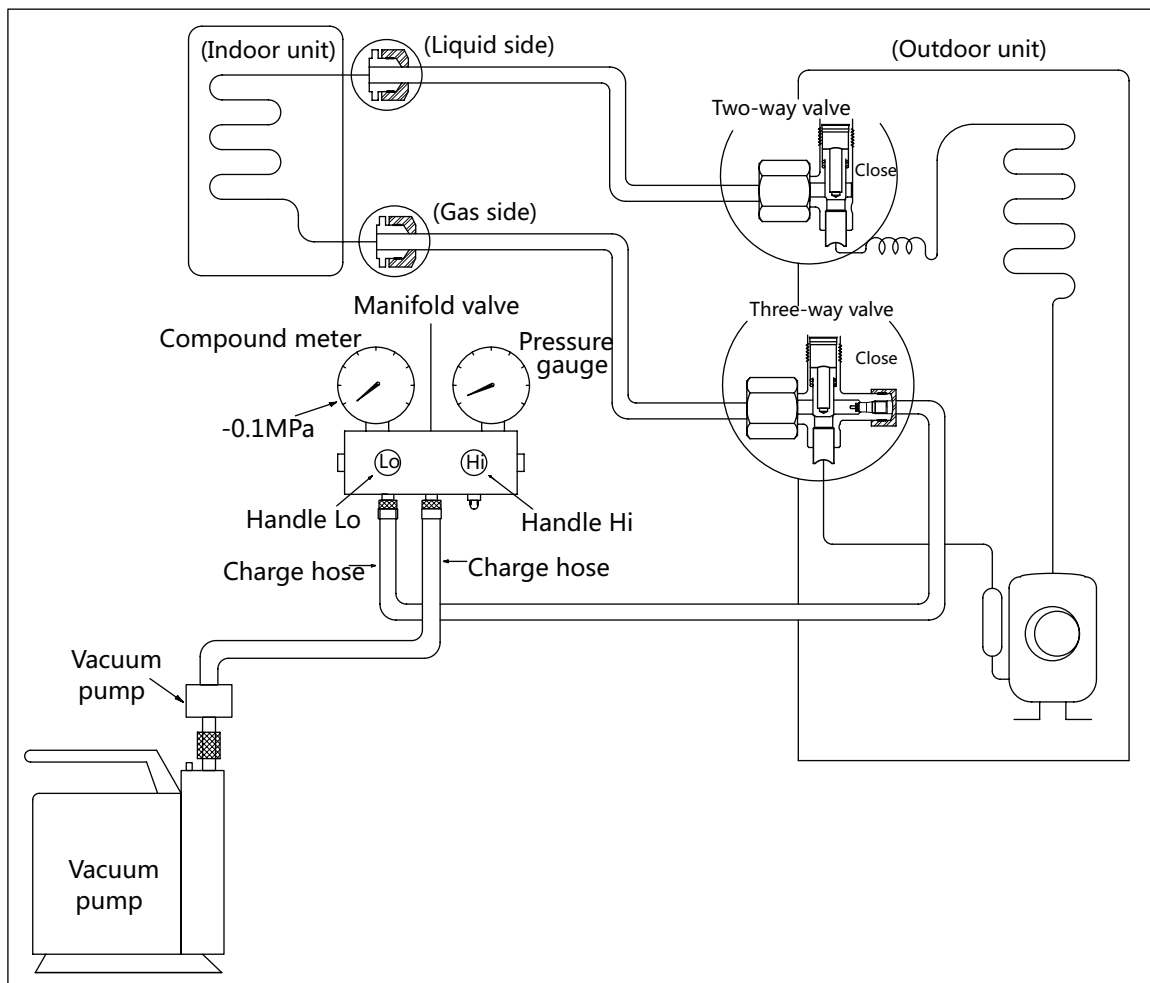 (Indoor unit)
(Liquid side)
(Outdoor unit)
Two-way valve
Close
(Gas side)
Manifold valve
Three-way valve
Compound meter
Pressure
gauge
Close
-0.1MPa
Lo
Hi
Handle Lo
Handle Hi
Charge hose
Charge hose
Vacuum
pump
Vacuum
pump